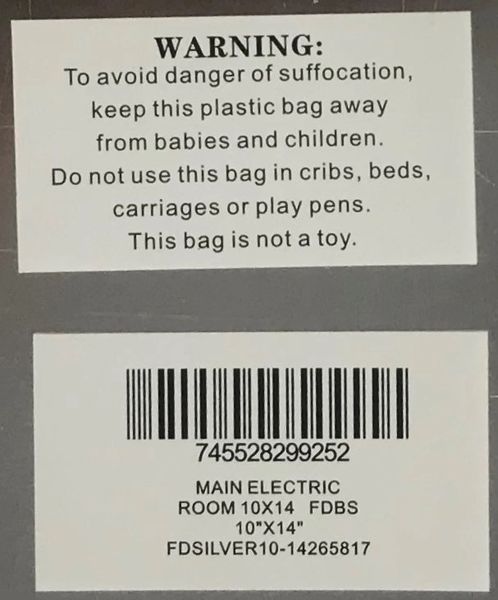 WARNING:
To avoid danger of suffocation,
keep this plastic bag away
from babies and children.
Do not use this bag in cribs, beds,
carriages or play pens.
This bag is not a toy.
745528299252
MAIN ELECTRIC
ROOM 10X14 FDBS
10"X14"
FDSILVER10-14265817